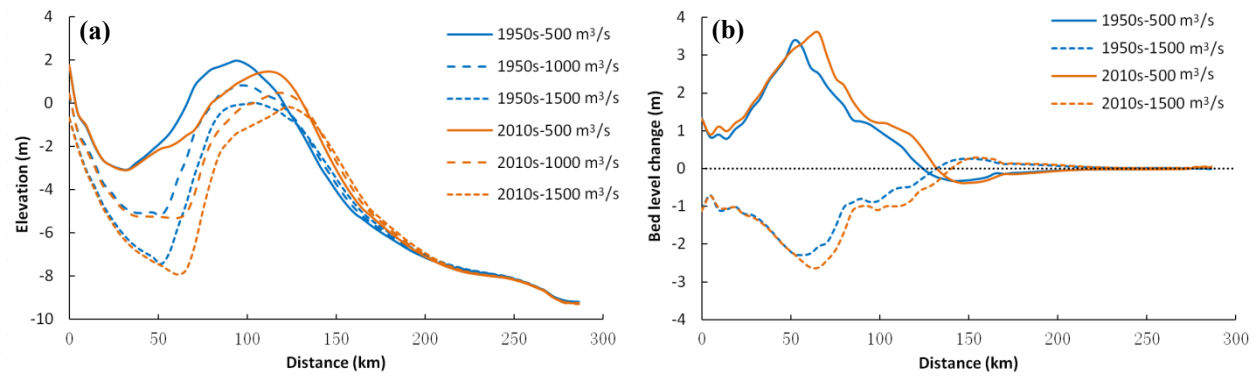 (a)
1950s-500 m³/s
1950s-1000 m³/s
1950s-1500 m³/s
2010s-500 m³/s
2010s-1000 m³/s
2010s-1500 m³/s
4
2
0
-2
-4
-6
-8
-10
Elevation (m)
0
50
100
150
200
250
300
Distance (km)
(b)
1950s-500 m³/s
1950s-1500 m³/s
2010s-500 m³/s
2010s-1500 m³/s
4
3
2
1
0
-1
-2
-3
-4
Bed level change (m)
0
50
100
150
200
250
300
Distance (km)